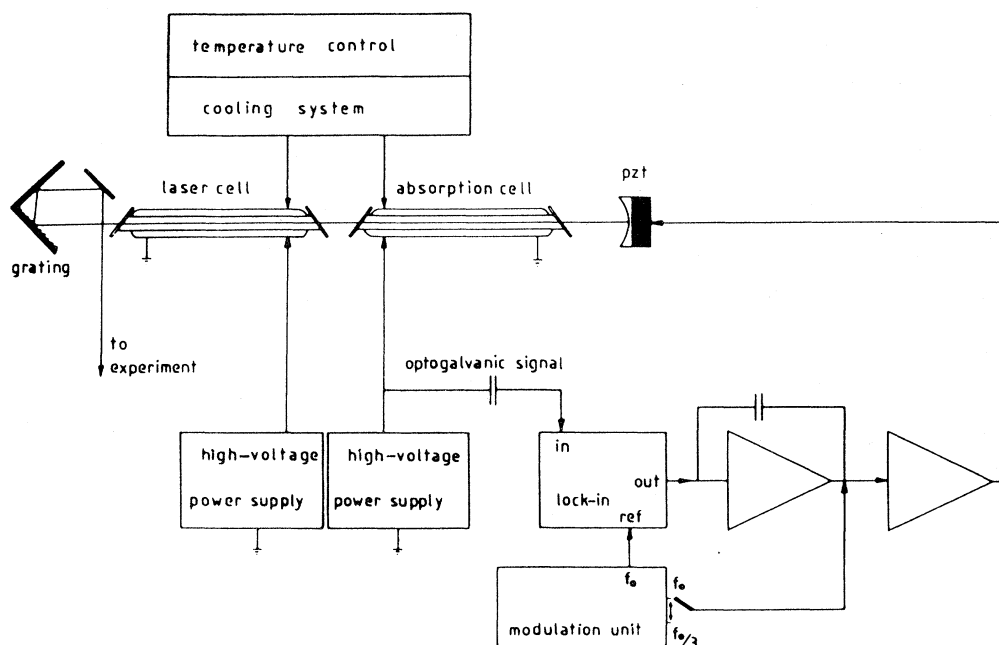 temperature control
cooling system
laser cell
absorption cell
pzt
grating
to
experiment
optogalvanic signal
high-voltage
power supply
high-voltage
power supply
in
out
lock-in
ref
f₀
f₀
f₀/3
modulation unit